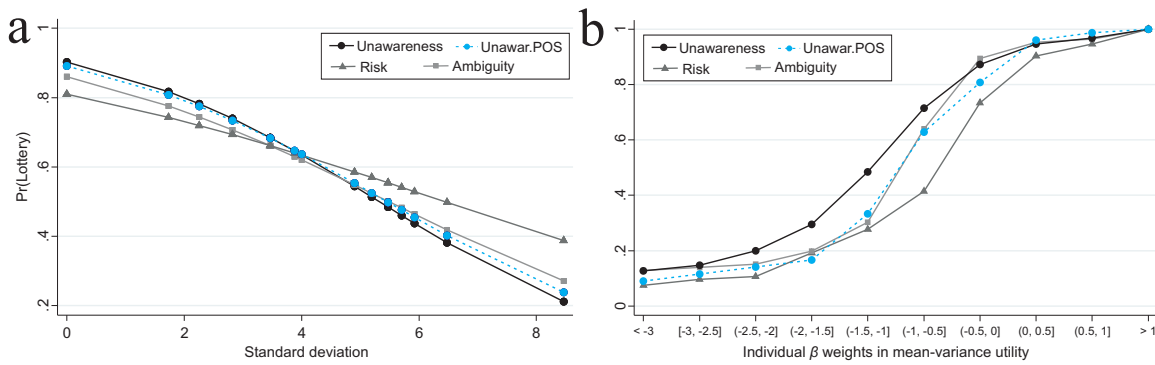 a
Unawareness
Unawar.POS
Risk
Ambiguity
Pr(Lottery)
1
.8
.6
.4
.2
0 2 4 6 8
Standard deviation
b
Unawareness
Unawar.POS
Risk
Ambiguity
1
.8
.6
.4
.2
0
< -3 [-3, -2.5] (-2.5, -2] (-2, -1.5] (-1.5, -1] (-1, -0.5] (-0.5, 0] (0, 0.5] (0.5, 1] > 1
Individual β weights in mean-variance utility